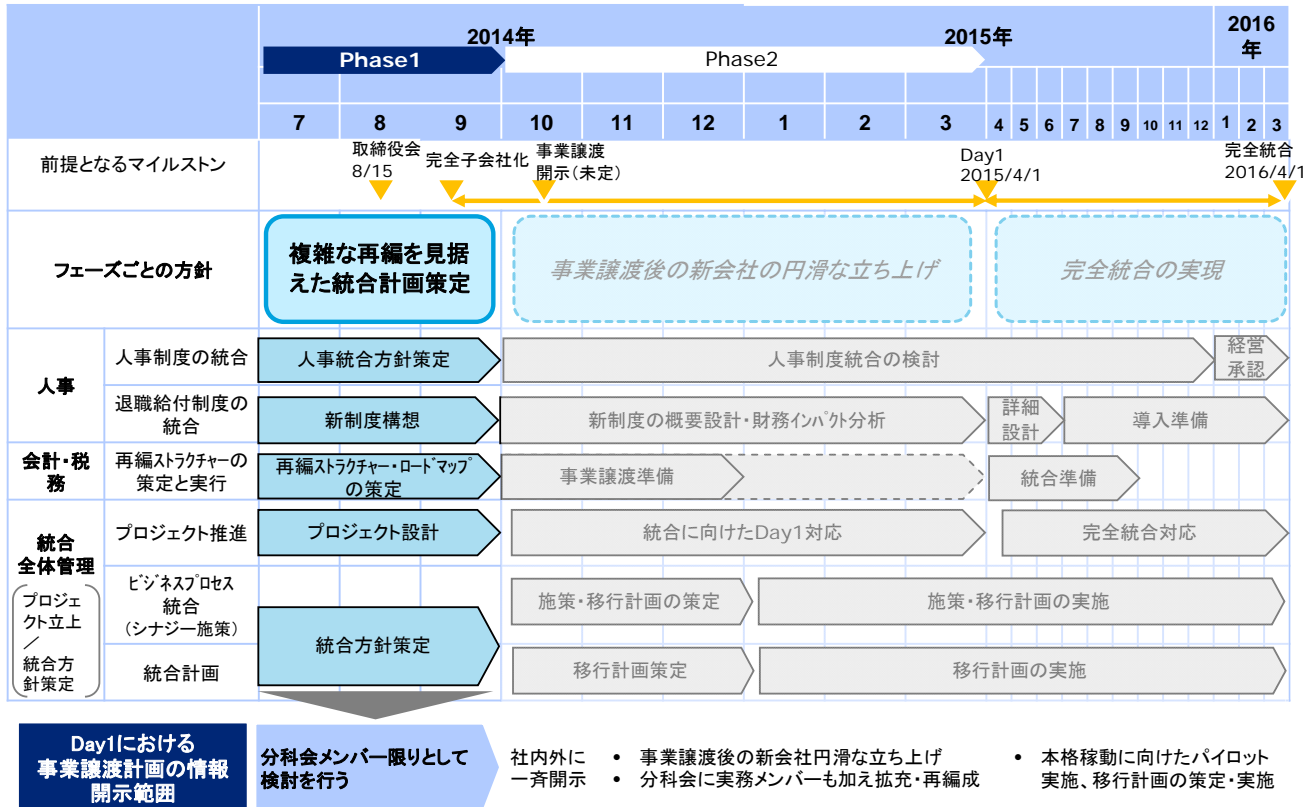 2014年
2015年
2016
年
Phase1
Phase2
7
8
9
10
11
12
1
2
3
4
5
6
7
8
9
10
11
12
1
2
3
前提となるマイルストン
取締役会
8/15
完全子会社化
事業譲渡
開示(未定)
Day1
2015/4/1
完全統合
2016/4/1
フェーズごとの方針
複雑な再編を見据
えた統合計画策定
事業譲渡後の新会社の円滑な立ち上げ
完全統合の実現
人事
人事制度の統合
人事統合方針策定
人事制度統合の検討
経営
承認
退職給付制度の
統合
新制度構想
新制度の概要設計・財務インパクト分析
詳細
設計
導入準備
会計・税
務
再編ストラクチャーの
策定と実行
再編ストラクチャー・ロードマップ
の策定
事業譲渡準備
統合準備
統合
全体管理
プロジェ
クト立上
/
統合方
針策定
プロジェクト推進
プロジェクト設計
統合に向けたDay1対応
完全統合対応
ビジネスプロセス
統合
(シナジー施策)
統合方針策定
施策・移行計画の策定
施策・移行計画の実施
統合計画
移行計画策定
移行計画の実施
Day1における
事業譲渡計画の情報
開示範囲
分科会メンバー限りとして
検討を行う
社内外に
一斉開示
• 事業譲渡後の新会社円滑な立ち上げ
• 分科会に実務メンバーも加え拡充・再編成
• 本格稼動に向けたパイロット
実施、移行計画の策定・実施